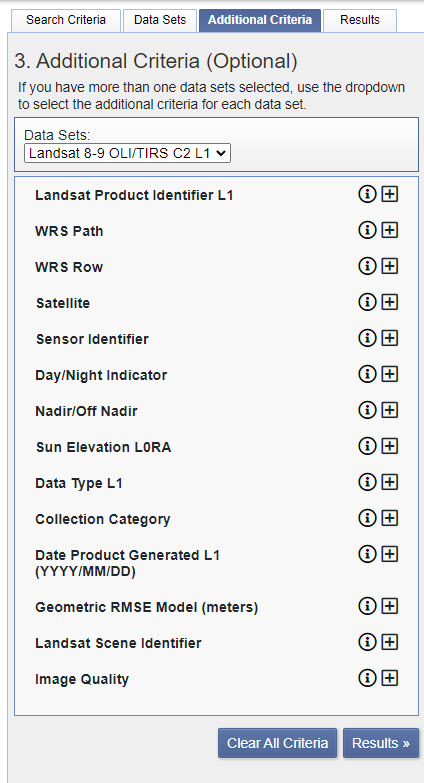 Search Criteria Data Sets Additional Criteria Results
3. Additional Criteria (Optional)
If you have more than one data sets selected, use the dropdown
to select the additional criteria for each data set.
Data Sets:
Landsat 8-9 OLI/TIRS C2 L1
Landsat Product Identifier L1
WRS Path
WRS Row
Satellite
Sensor Identifier
Day/Night Indicator
Nadir/Off Nadir
Sun Elevation L0RA
Data Type L1
Collection Category
Date Product Generated L1
(YYYY/MM/DD)
Geometric RMSE Model (meters)
Landsat Scene Identifier
Image Quality
Clear All Criteria Results »